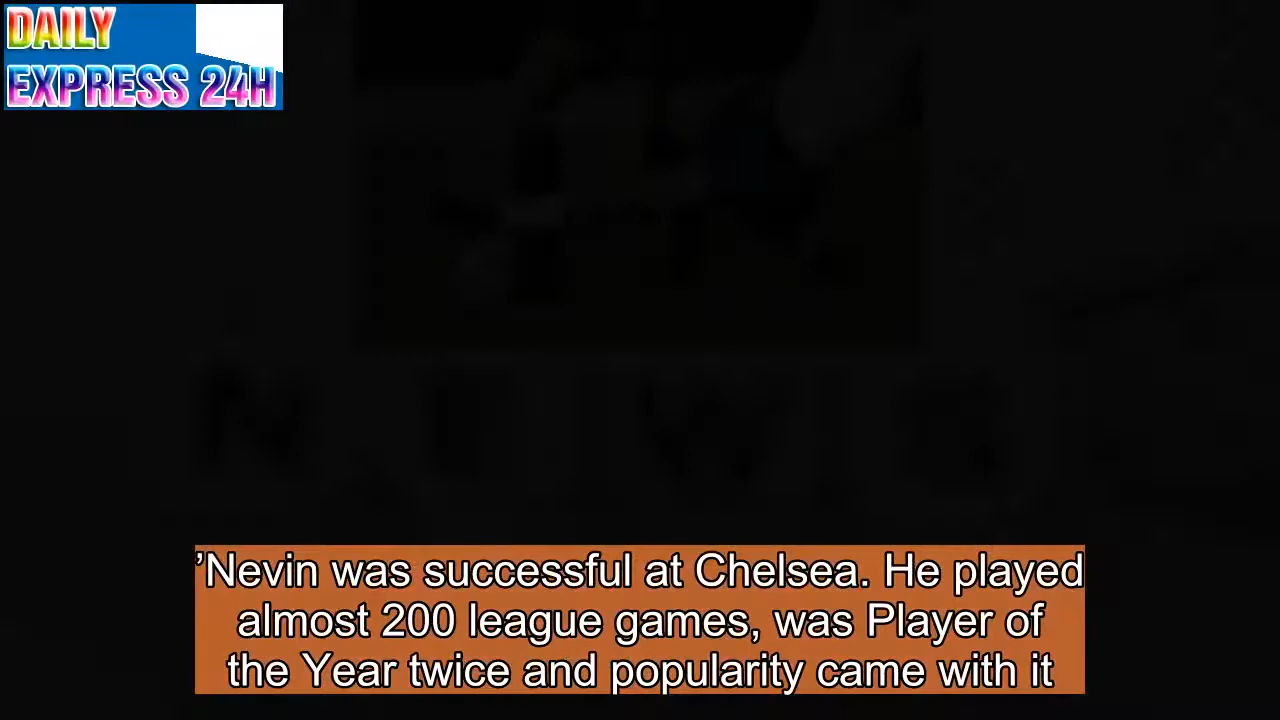 DAILY
EXPRESS 24H
N E W S
’Nevin was successful at Chelsea. He played
almost 200 league games, was Player of
the Year twice and popularity came with it